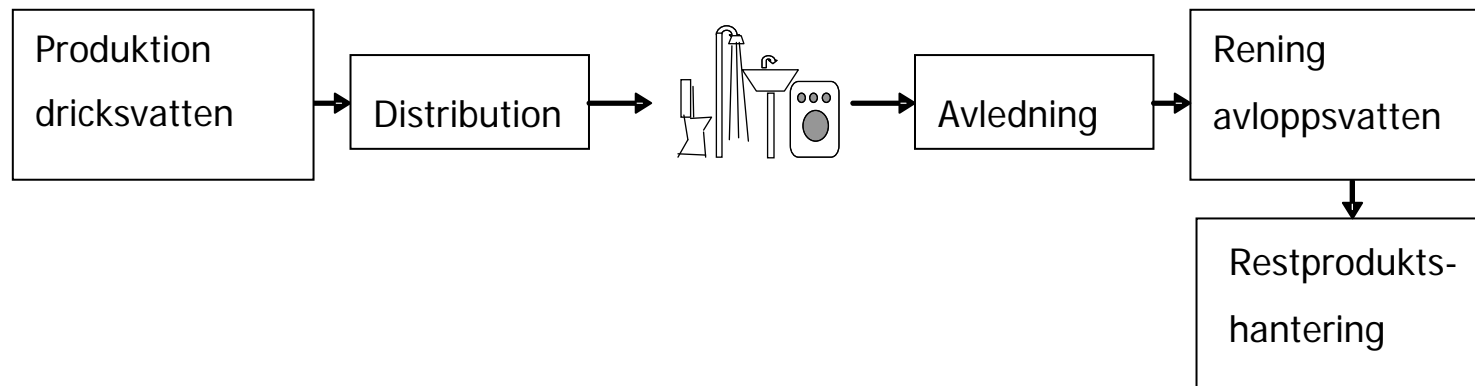 Produktion
dricksvatten
Distribution
Avledning
Rening
avloppsvatten
Restprodukts-
hantering